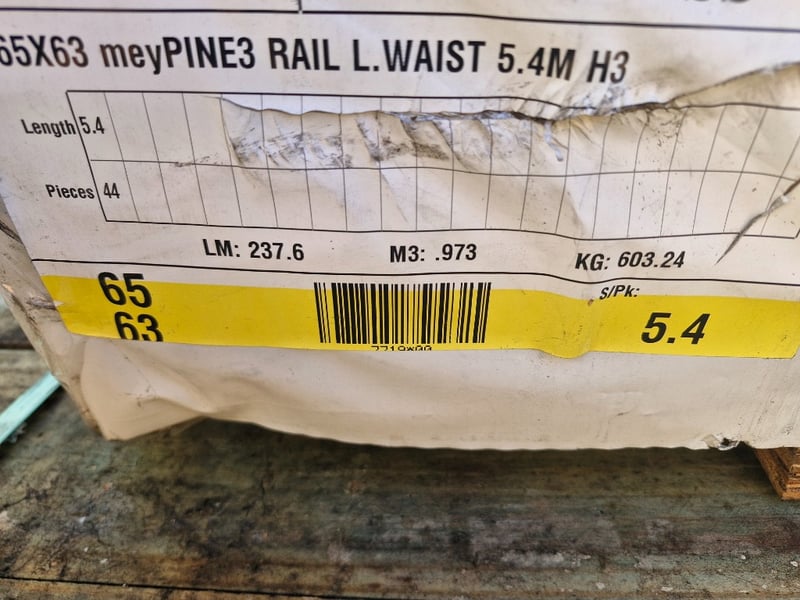 65X63 meyPINE3 RAIL L.WAIST 5.4M H3
Length 5.4
Pieces 44
LM: 237.6 M3: .973 KG: 603.24
65 S/Pk:
63 5.4